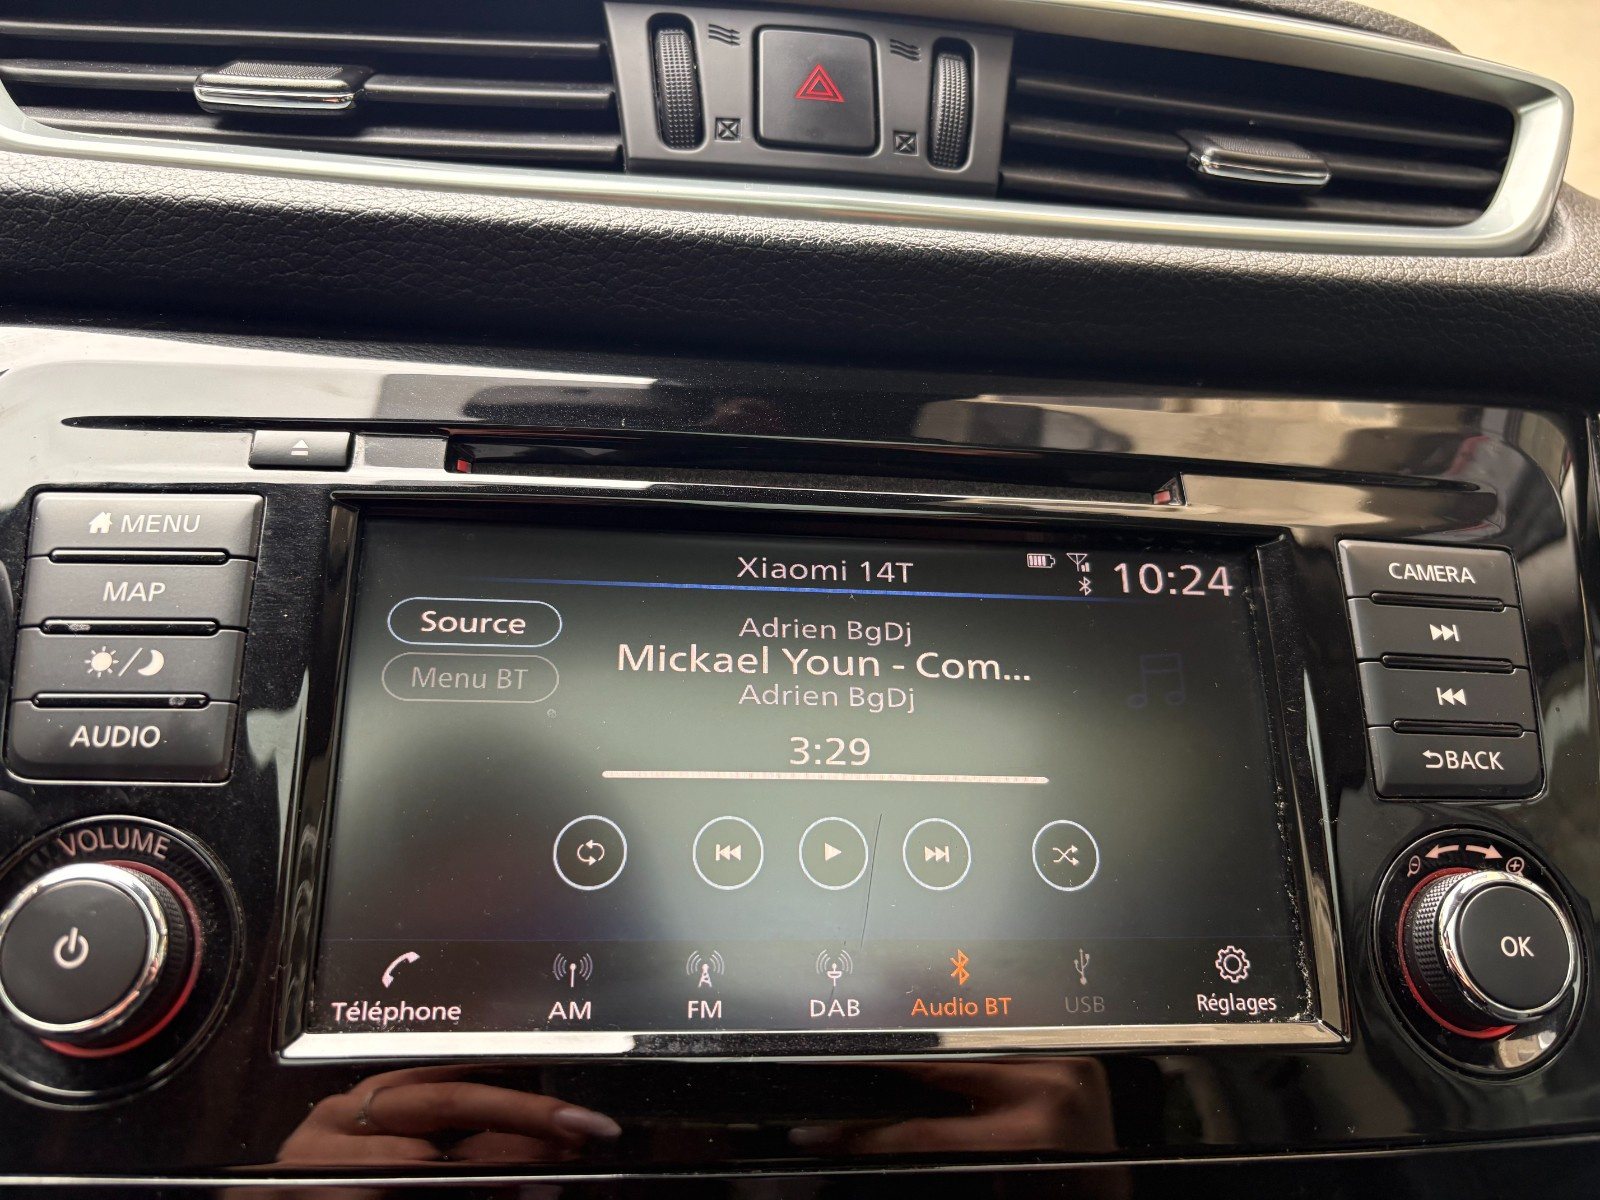 MENU
MAP
AUDIO
VOLUME
Xiaomi 14T
10:24
Source
Menu BT
Adrien BgDj
Mickael Youn - Com...
Adrien BgDj
3:29
Téléphone
AM
FM
DAB
Audio BT
USB
Réglages
CAMERA
BACK
OK